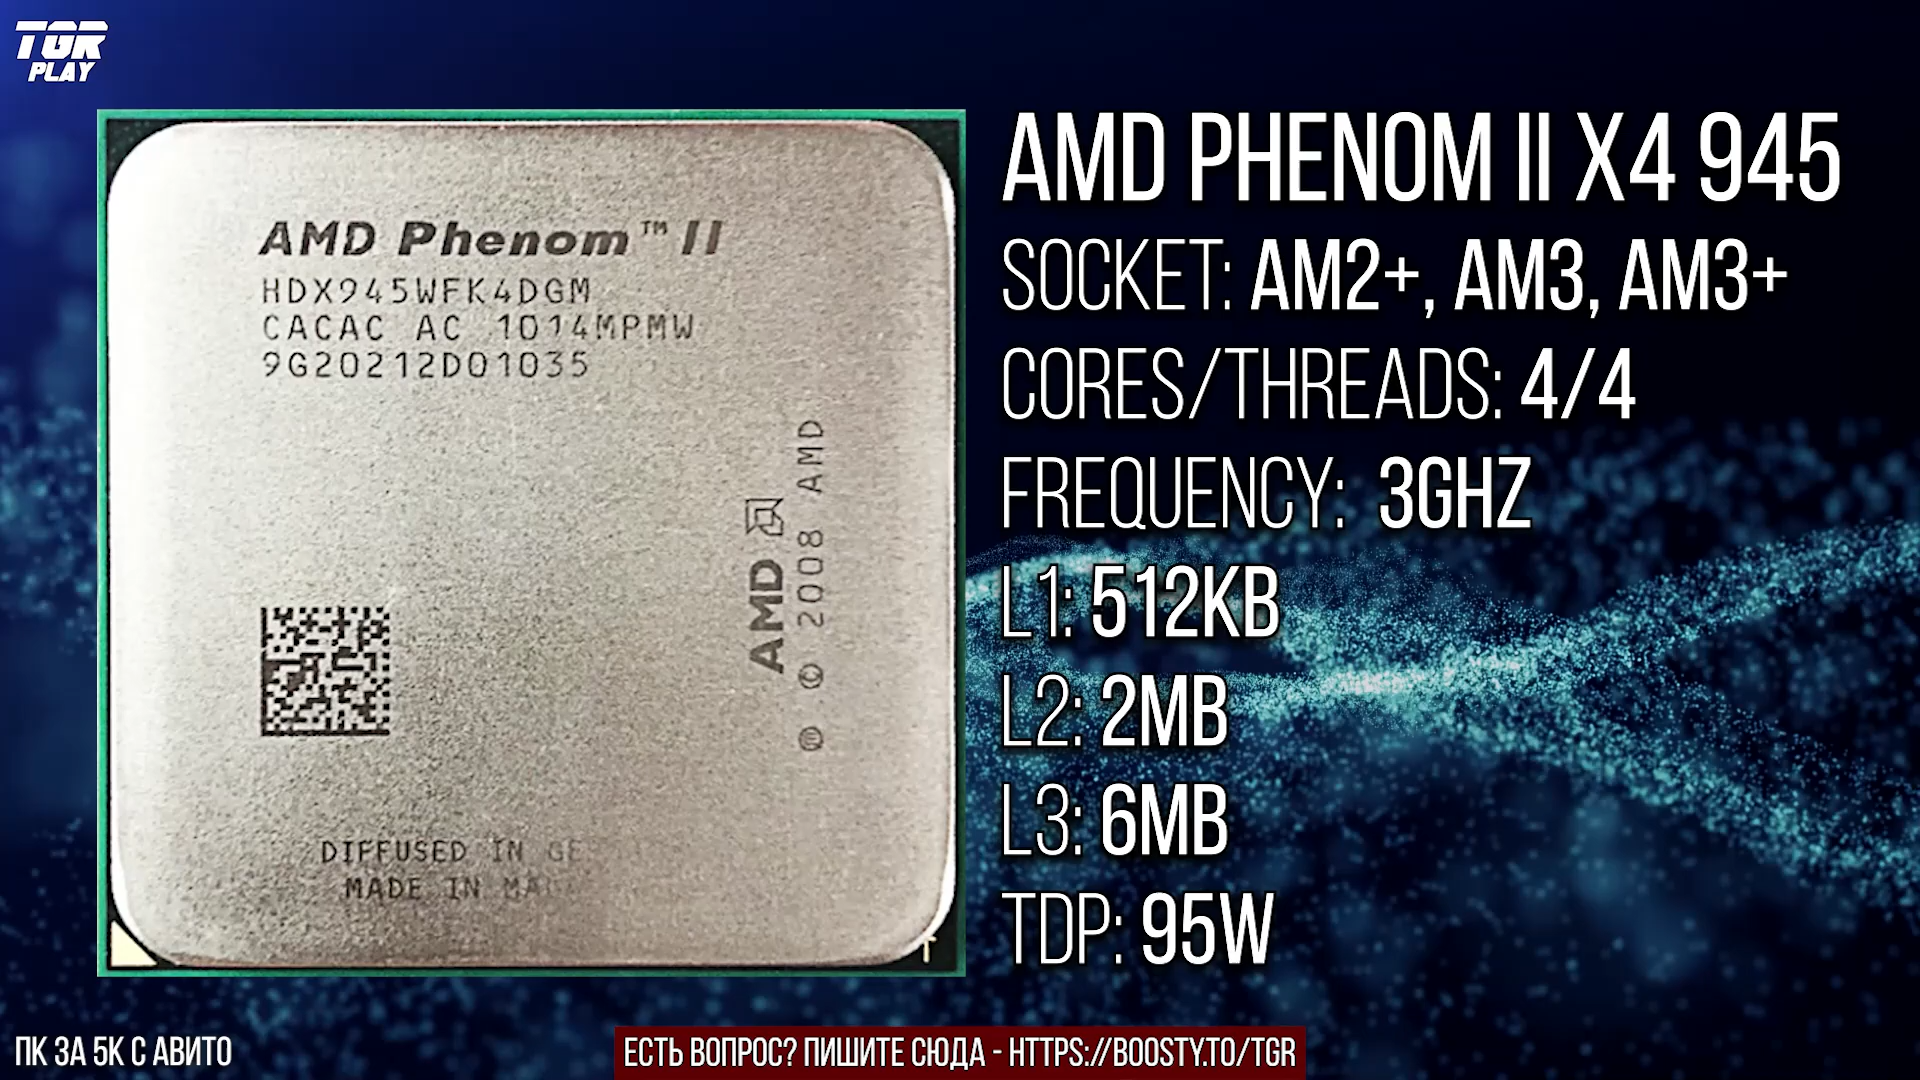 TGR
PLAY
AMD Phenom™ II
HDX945WFK4DGM
CACAC AC 1014MPMW
9G20212D01035
AMD
© 2008 AMD
DIFFUSED IN GE
MADE IN MA
AMD PHENOM II X4 945
SOCKET: AM2+, AM3, AM3+
CORES/THREADS: 4/4
FREQUENCY: 3GHZ
L1: 512KB
L2: 2MB
L3: 6MB
TDP: 95W
ПК ЗА 5К С АВИТО
ЕСТЬ ВОПРОС? ПИШИТЕ СЮДА - HTTPS://BOOSTY.TO/TGR